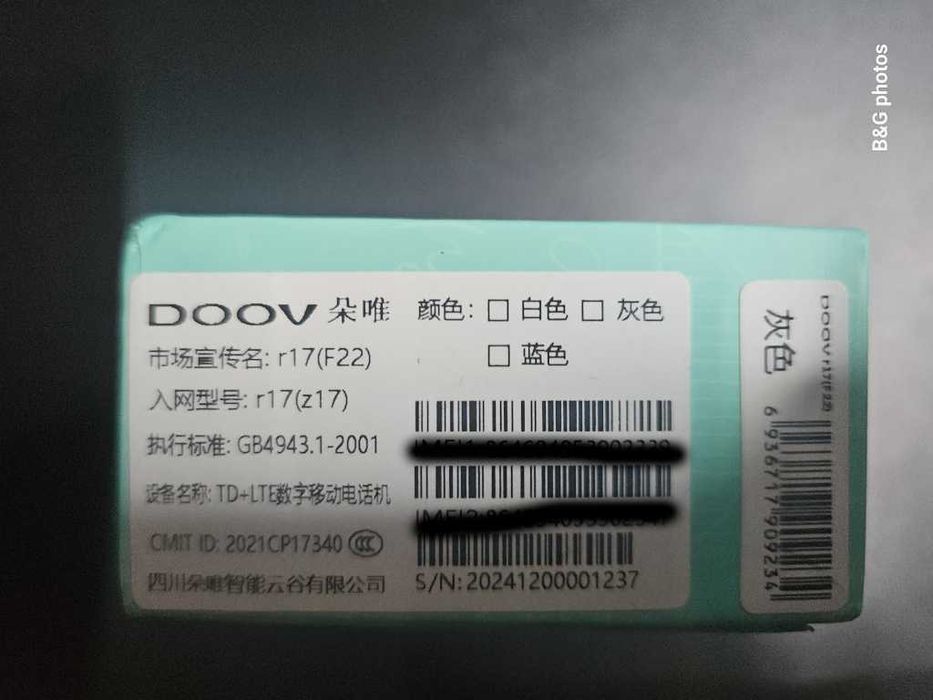 B&G photos
DOOV 朵唯
市场宣传名: r17(F22)
入网型号: r17(z17)
执行标准: GB4943.1-2001
设备名称: TD+LTE数字移动电话机
CMIT ID: 2021CP17340
四川朵唯智能云谷有限公司
颜色: □ 白色 □ 灰色
□ 蓝色
S/N: 20241200001237
DOOV r17(F22)
灰色
6 936717 909234